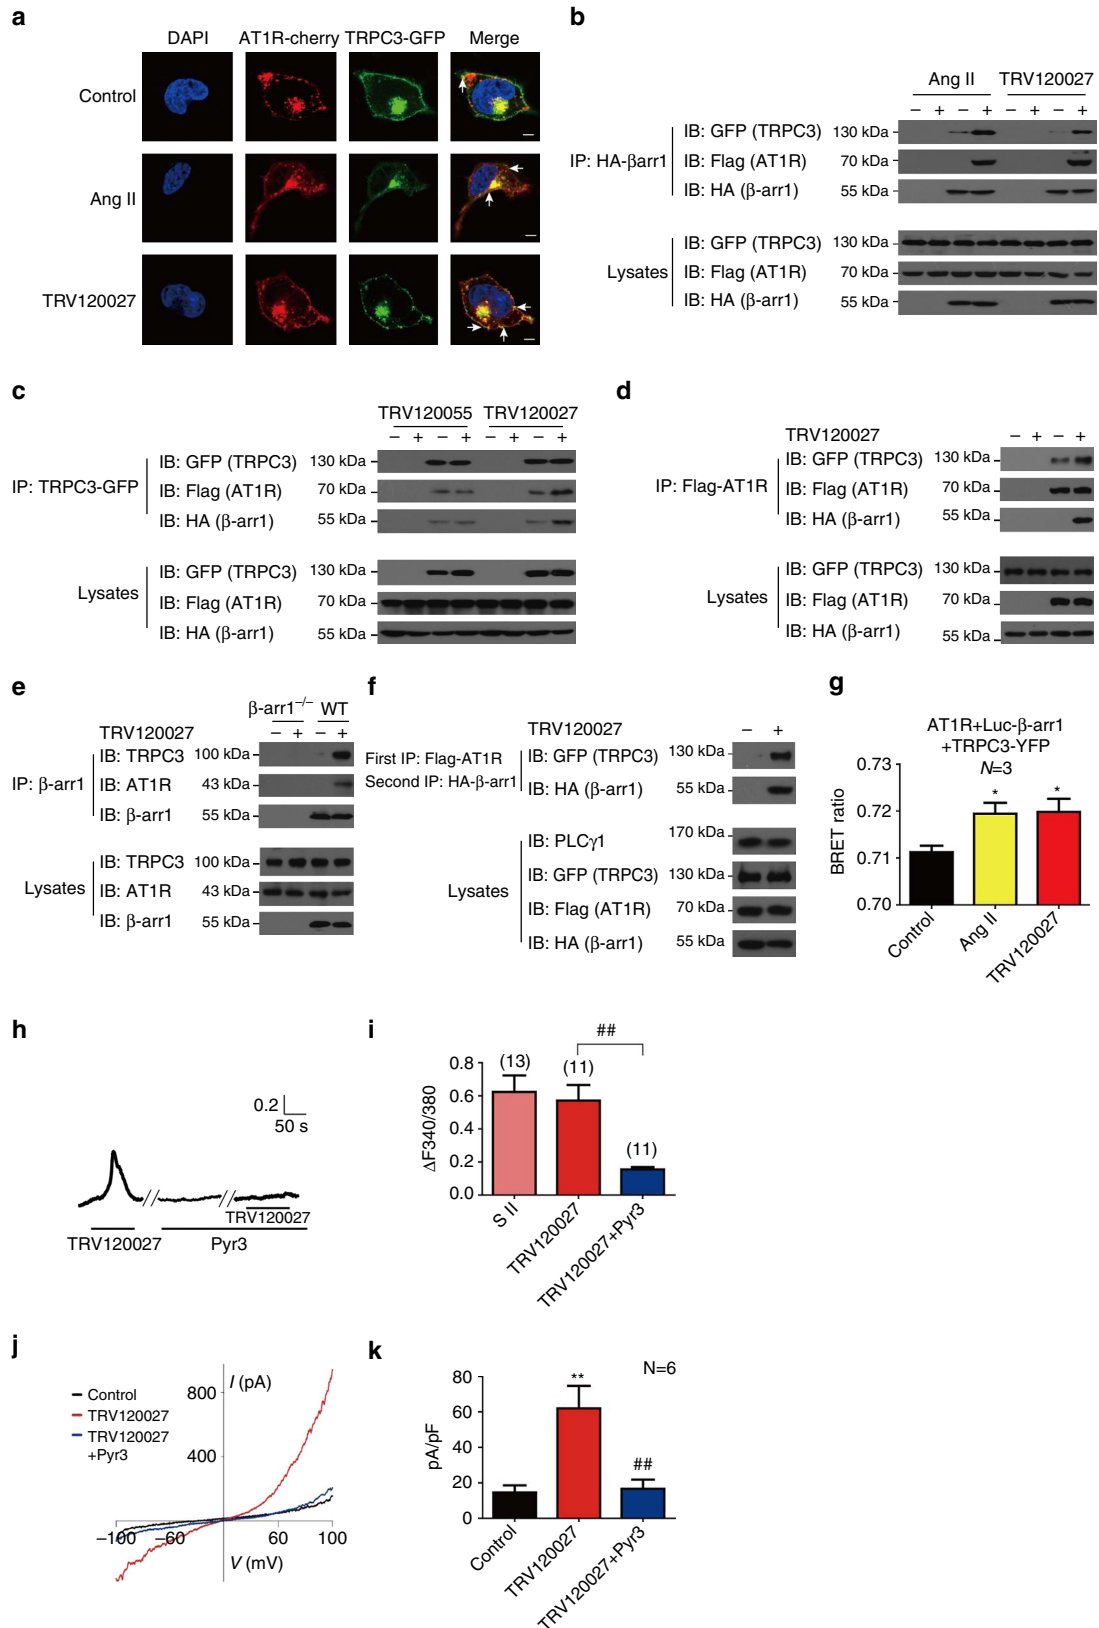 a
DAPI AT1R-cherry TRPC3-GFP Merge
Control
Ang II
TRV120027
b
Ang II TRV120027
– + – + – + – +
IP: HA-βarr1
IB: GFP (TRPC3) 130 kDa
IB: Flag (AT1R) 70 kDa
IB: HA (β-arr1) 55 kDa
Lysates
IB: GFP (TRPC3) 130 kDa
IB: Flag (AT1R) 70 kDa
IB: HA (β-arr1) 55 kDa
c
TRV120055 TRV120027
– + – + – + – +
IP: TRPC3-GFP
IB: GFP (TRPC3) 130 kDa
IB: Flag (AT1R) 70 kDa
IB: HA (β-arr1) 55 kDa
Lysates
IB: GFP (TRPC3) 130 kDa
IB: Flag (AT1R) 70 kDa
IB: HA (β-arr1) 55 kDa
d
TRV120027 – + – +
IP: Flag-AT1R
IB: GFP (TRPC3) 130 kDa
IB: Flag (AT1R) 70 kDa
IB: HA (β-arr1) 55 kDa
Lysates
IB: GFP (TRPC3) 130 kDa
IB: Flag (AT1R) 70 kDa
IB: HA (β-arr1) 55 kDa
e
β-arr1–/– WT
TRV120027 – + – +
IP: β-arr1
IB: TRPC3 100 kDa
IB: AT1R 43 kDa
IB: β-arr1 55 kDa
Lysates
IB: TRPC3 100 kDa
IB: AT1R 43 kDa
IB: β-arr1 55 kDa
f
TRV120027 – +
First IP: Flag-AT1R
Second IP: HA-β-arr1
IB: GFP (TRPC3) 130 kDa
IB: HA (β-arr1) 55 kDa
Lysates
IB: PLCγ1 170 kDa
IB: GFP (TRPC3) 130 kDa
IB: Flag (AT1R) 70 kDa
IB: HA (β-arr1) 55 kDa
g
AT1R+Luc-β-arr1
+TRPC3-YFP
N=3
BRET ratio
0.73
0.72
0.71
0.70
* *
Control
Ang II
TRV120027
h
0.2
50 s
TRV120027
TRV120027
Pyr3
i
##
ΔF340/380
0.8
0.6
0.4
0.2
0.0
(13)
(11)
(11)
S II
TRV120027
TRV120027+Pyr3
j
Control
TRV120027
TRV120027
+Pyr3
I (pA)
800
400
–100 –60 60 100
V (mV)
k
N=6
pA/pF
80
60
40
20
0
**
##
Control
TRV120027
TRV120027+Pyr3